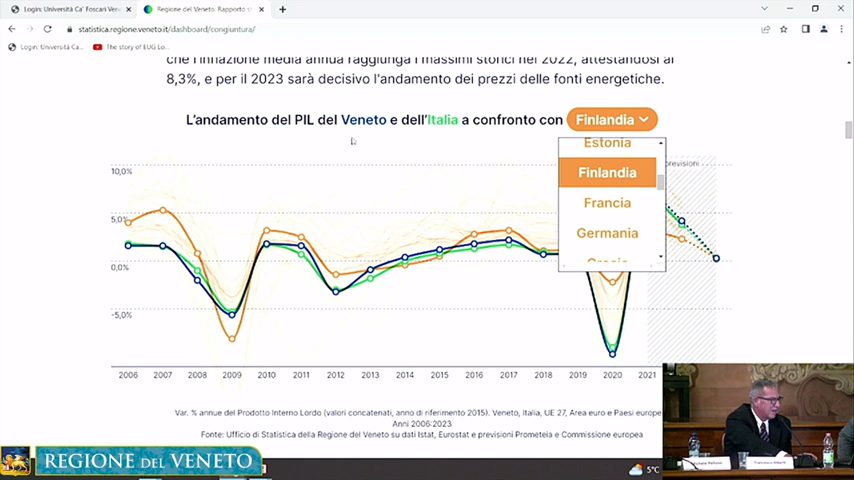 Login: Università Ca' Foscari Vene
Regione del Veneto: Rapporto st
statistica.regione.veneto.it/dashboard/congiuntura/
Login: Università Ca...
The story of EUG Lo...
che l'inflazione media annua raggiunga i massimi storici nel 2022, attestandosi al
8,3%, e per il 2023 sarà decisivo l'andamento dei prezzi delle fonti energetiche.
L'andamento del PIL del Veneto e dell'Italia a confronto con Finlandia
Estonia
Finlandia
Francia
Germania
Grecia
previsioni
10,0%
5,0%
0,0%
-5,0%
2006 2007 2008 2009 2010 2011 2012 2013 2014 2015 2016 2017 2018 2019 2020 2021
Var. % annue del Prodotto Interno Lordo (valori concatenati, anno di riferimento 2015). Veneto, Italia, UE 27, Area euro e Paesi europe
Anni 2006:2023
Fonte: Ufficio di Statistica della Regione del Veneto su dati Istat, Eurostat e previsioni Prometeia e Commissione europea
REGIONE DEL VENETO
5°C